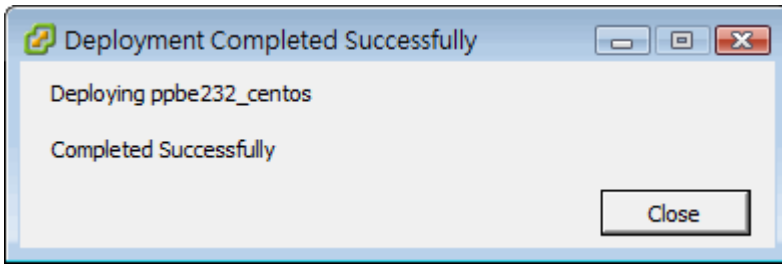 Deployment Completed Successfully
Deploying ppbe232_centos
Completed Successfully
Close